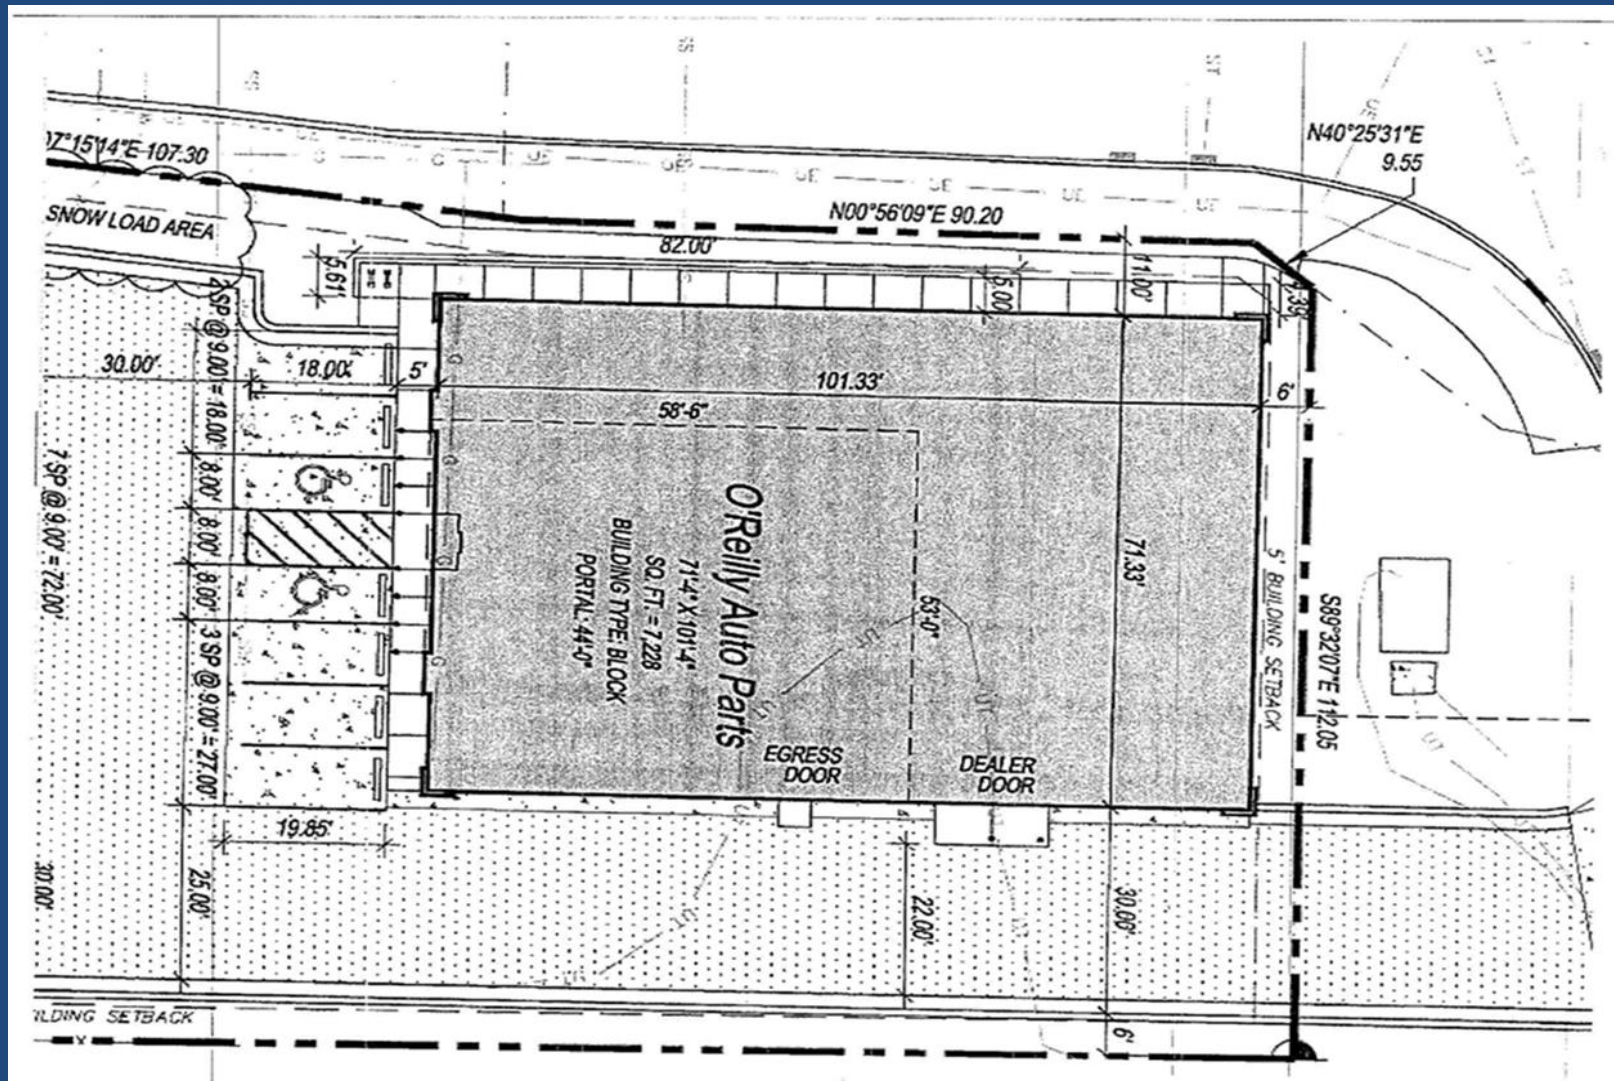 N40°25'31"E
9.55
07°15'14"E 107.30
N00°56'09"E 90.20
SNOW LOAD AREA
82.00'
5.61'
5.00'
11.00'
4.39'
2 SP @ 9.00' = 18.00'
30.00'
18.00'
5'
101.33'
6'
58'-6"
7 SP @ 9.00' = 72.00'
8.00'
8.00'
8.00'
3 SP @ 9.00' = 27.00'
O'Reilly Auto Parts
71'-4" X 101'-4"
SQ. FT. = 7,228
BUILDING TYPE: BLOCK
PORTAL: 44'-0"
53'-0"
71.33'
5' BUILDING SETBACK
S89°32'07"E 112.05
EGRESS
DOOR
DEALER
DOOR
19.85'
30.00'
25.00'
22.00'
30.00'
ILDING SETBACK
6'